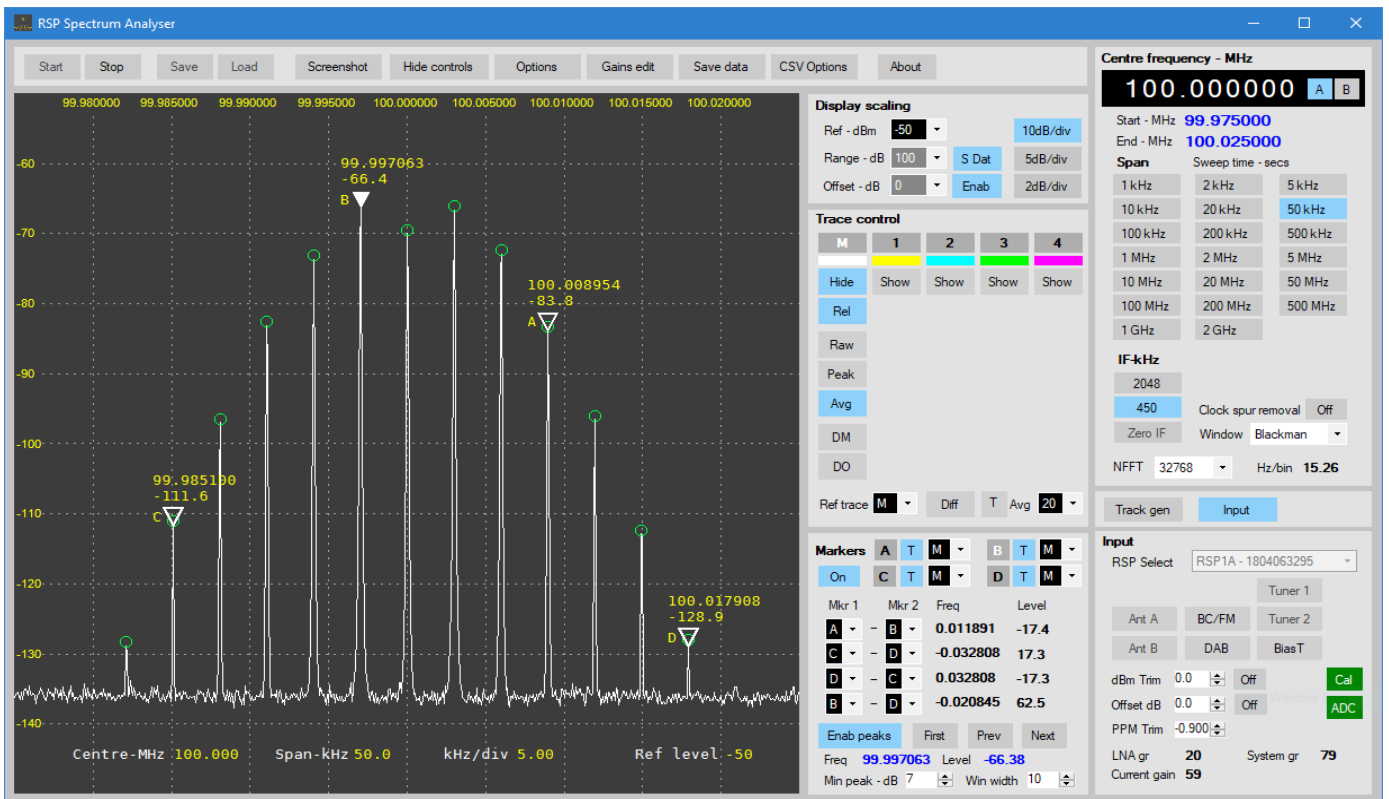 RSP Spectrum Analyser
Start Stop Save Load Screenshot Hide controls Options Gains edit Save data CSV Options About
99.980000 99.985000 99.990000 99.995000 100.000000 100.005000 100.010000 100.015000 100.020000
-60
-70
-80
-90
-100
-110
-120
-130
-140
99.997063
-66.4
B
100.008954
-83.8
A
99.985100
-111.6
C
100.017908
-128.9
D
Centre-MHz 100.000 Span-kHz 50.0 kHz/div 5.00 Ref level -50
Display scaling
Ref - dBm -50 10dB/div
Range - dB 100 S Dat 5dB/div
Offset - dB 0 Enab 2dB/div
Trace control
M 1 2 3 4
Hide Show Show Show Show
Rel
Raw
Peak
Avg
DM
DO
Ref trace M Diff T Avg 20
Markers A T M B T M
On C T M D T M
Mkr 1 Mkr 2 Freq Level
A - B 0.011891 -17.4
C - D -0.032808 17.3
D - C 0.032808 -17.3
B - D -0.020845 62.5
Enab peaks First Prev Next
Freq 99.997063 Level -66.38
Min peak - dB 7 Win width 10
Centre frequency - MHz
100.000000 A B
Start - MHz 99.975000
End - MHz 100.025000
Span Sweep time - secs
1 kHz 2 kHz 5 kHz
10 kHz 20 kHz 50 kHz
100 kHz 200 kHz 500 kHz
1 MHz 2 MHz 5 MHz
10 MHz 20 MHz 50 MHz
100 MHz 200 MHz 500 MHz
1 GHz 2 GHz
IF-kHz
2048
450 Clock spur removal Off
Zero IF Window Blackman
NFFT 32768 Hz/bin 15.26
Track gen Input
Input
RSP Select RSP1A - 1804063295
Tuner 1
Ant A BC/FM Tuner 2
Ant B DAB BiasT
dBm Trim 0.0 Off Cal
Offset dB 0.0 Off ADC
PPM Trim -0.900
LNA gr 20 System gr 79
Current gain 59